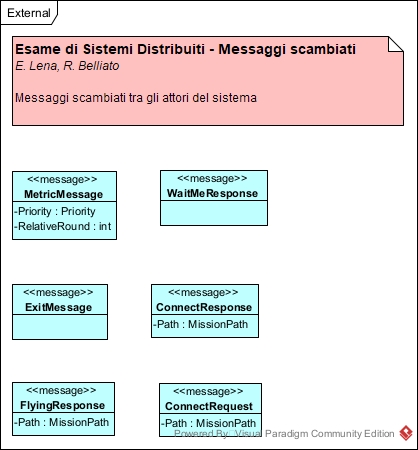 External
Esame di Sistemi Distribuiti - Messaggi scambiati
E. Lena, R. Belliato
Messaggi scambiati tra gli attori del sistema
<<message>>
MetricMessage
-Priority : Priority
-RelativeRound : int
<<message>>
WaitMeResponse
<<message>>
ExitMessage
<<message>>
ConnectResponse
-Path : MissionPath
<<message>>
FlyingResponse
-Path : MissionPath
<<message>>
ConnectRequest
-Path : MissionPath
Powered By: Visual Paradigm Community Edition